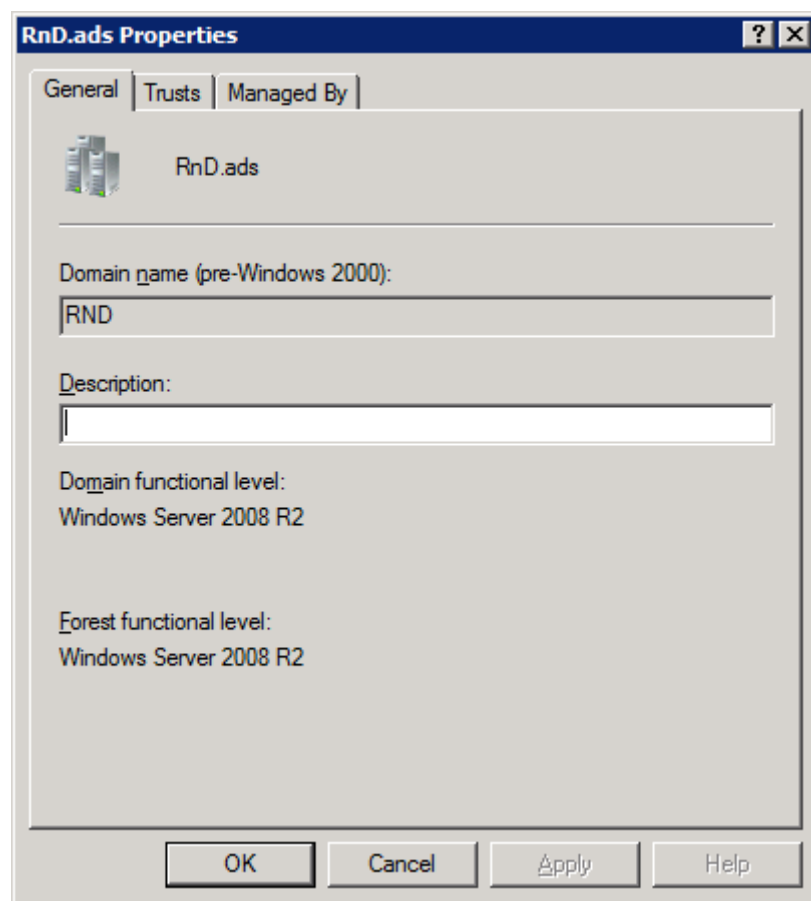 RnD.ads Properties
?
General Trusts Managed By
RnD.ads
Domain name (pre-Windows 2000):
RND
Description:
Domain functional level:
Windows Server 2008 R2
Forest functional level:
Windows Server 2008 R2
OK Cancel Apply Help